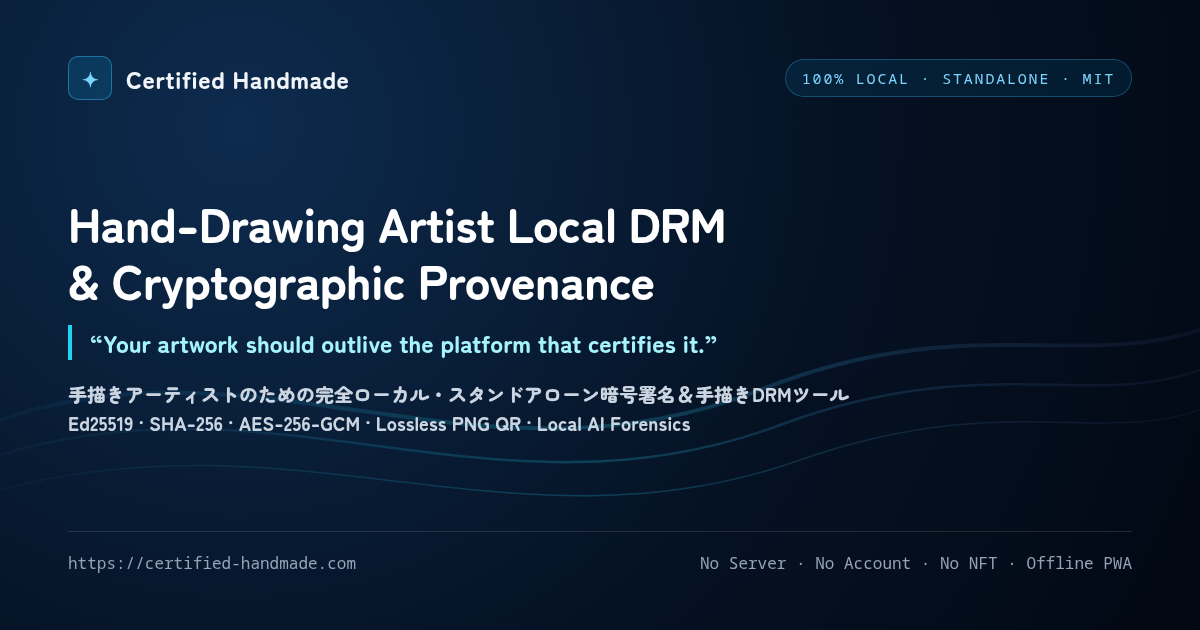 ✦ Certified Handmade
100% LOCAL · STANDALONE · MIT
Hand-Drawing Artist Local DRM
& Cryptographic Provenance
“Your artwork should outlive the platform that certifies it.”
手描きアーティストのための完全ローカル・スタンドアローン暗号署名＆手描きDRMツール
Ed25519 · SHA-256 · AES-256-GCM · Lossless PNG QR · Local AI Forensics
https://certified-handmade.com
No Server · No Account · No NFT · Offline PWA